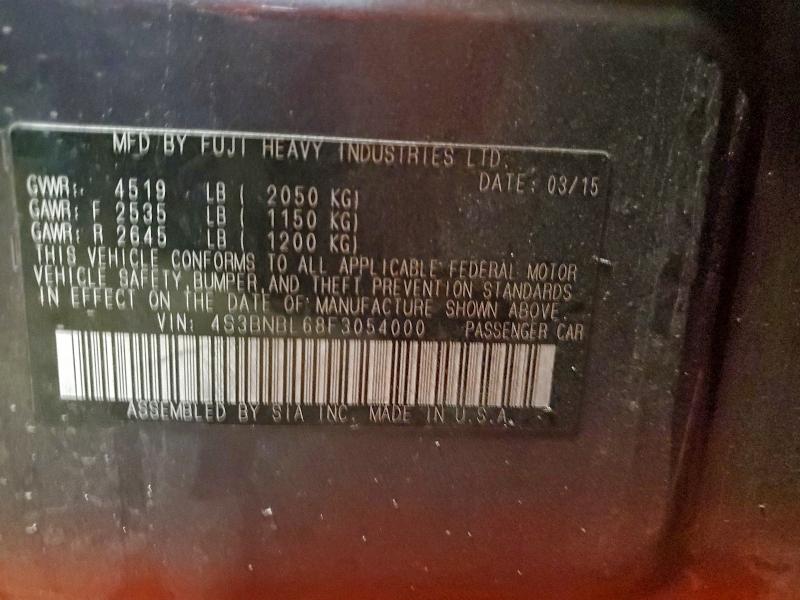 MFD BY FUJI HEAVY INDUSTRIES LTD.
DATE: 03/15
GVWR: 4519 LB ( 2050 KG)
GAWR: F 2535 LB ( 1150 KG)
GAWR: R 2645 LB ( 1200 KG)
THIS VEHICLE CONFORMS TO ALL APPLICABLE FEDERAL MOTOR
VEHICLE SAFETY, BUMPER, AND THEFT PREVENTION STANDARDS
IN EFFECT ON THE DATE OF MANUFACTURE SHOWN ABOVE.
VIN: 4S3BNBL68F3054000 PASSENGER CAR
ASSEMBLED BY SIA INC. MADE IN U.S.A.